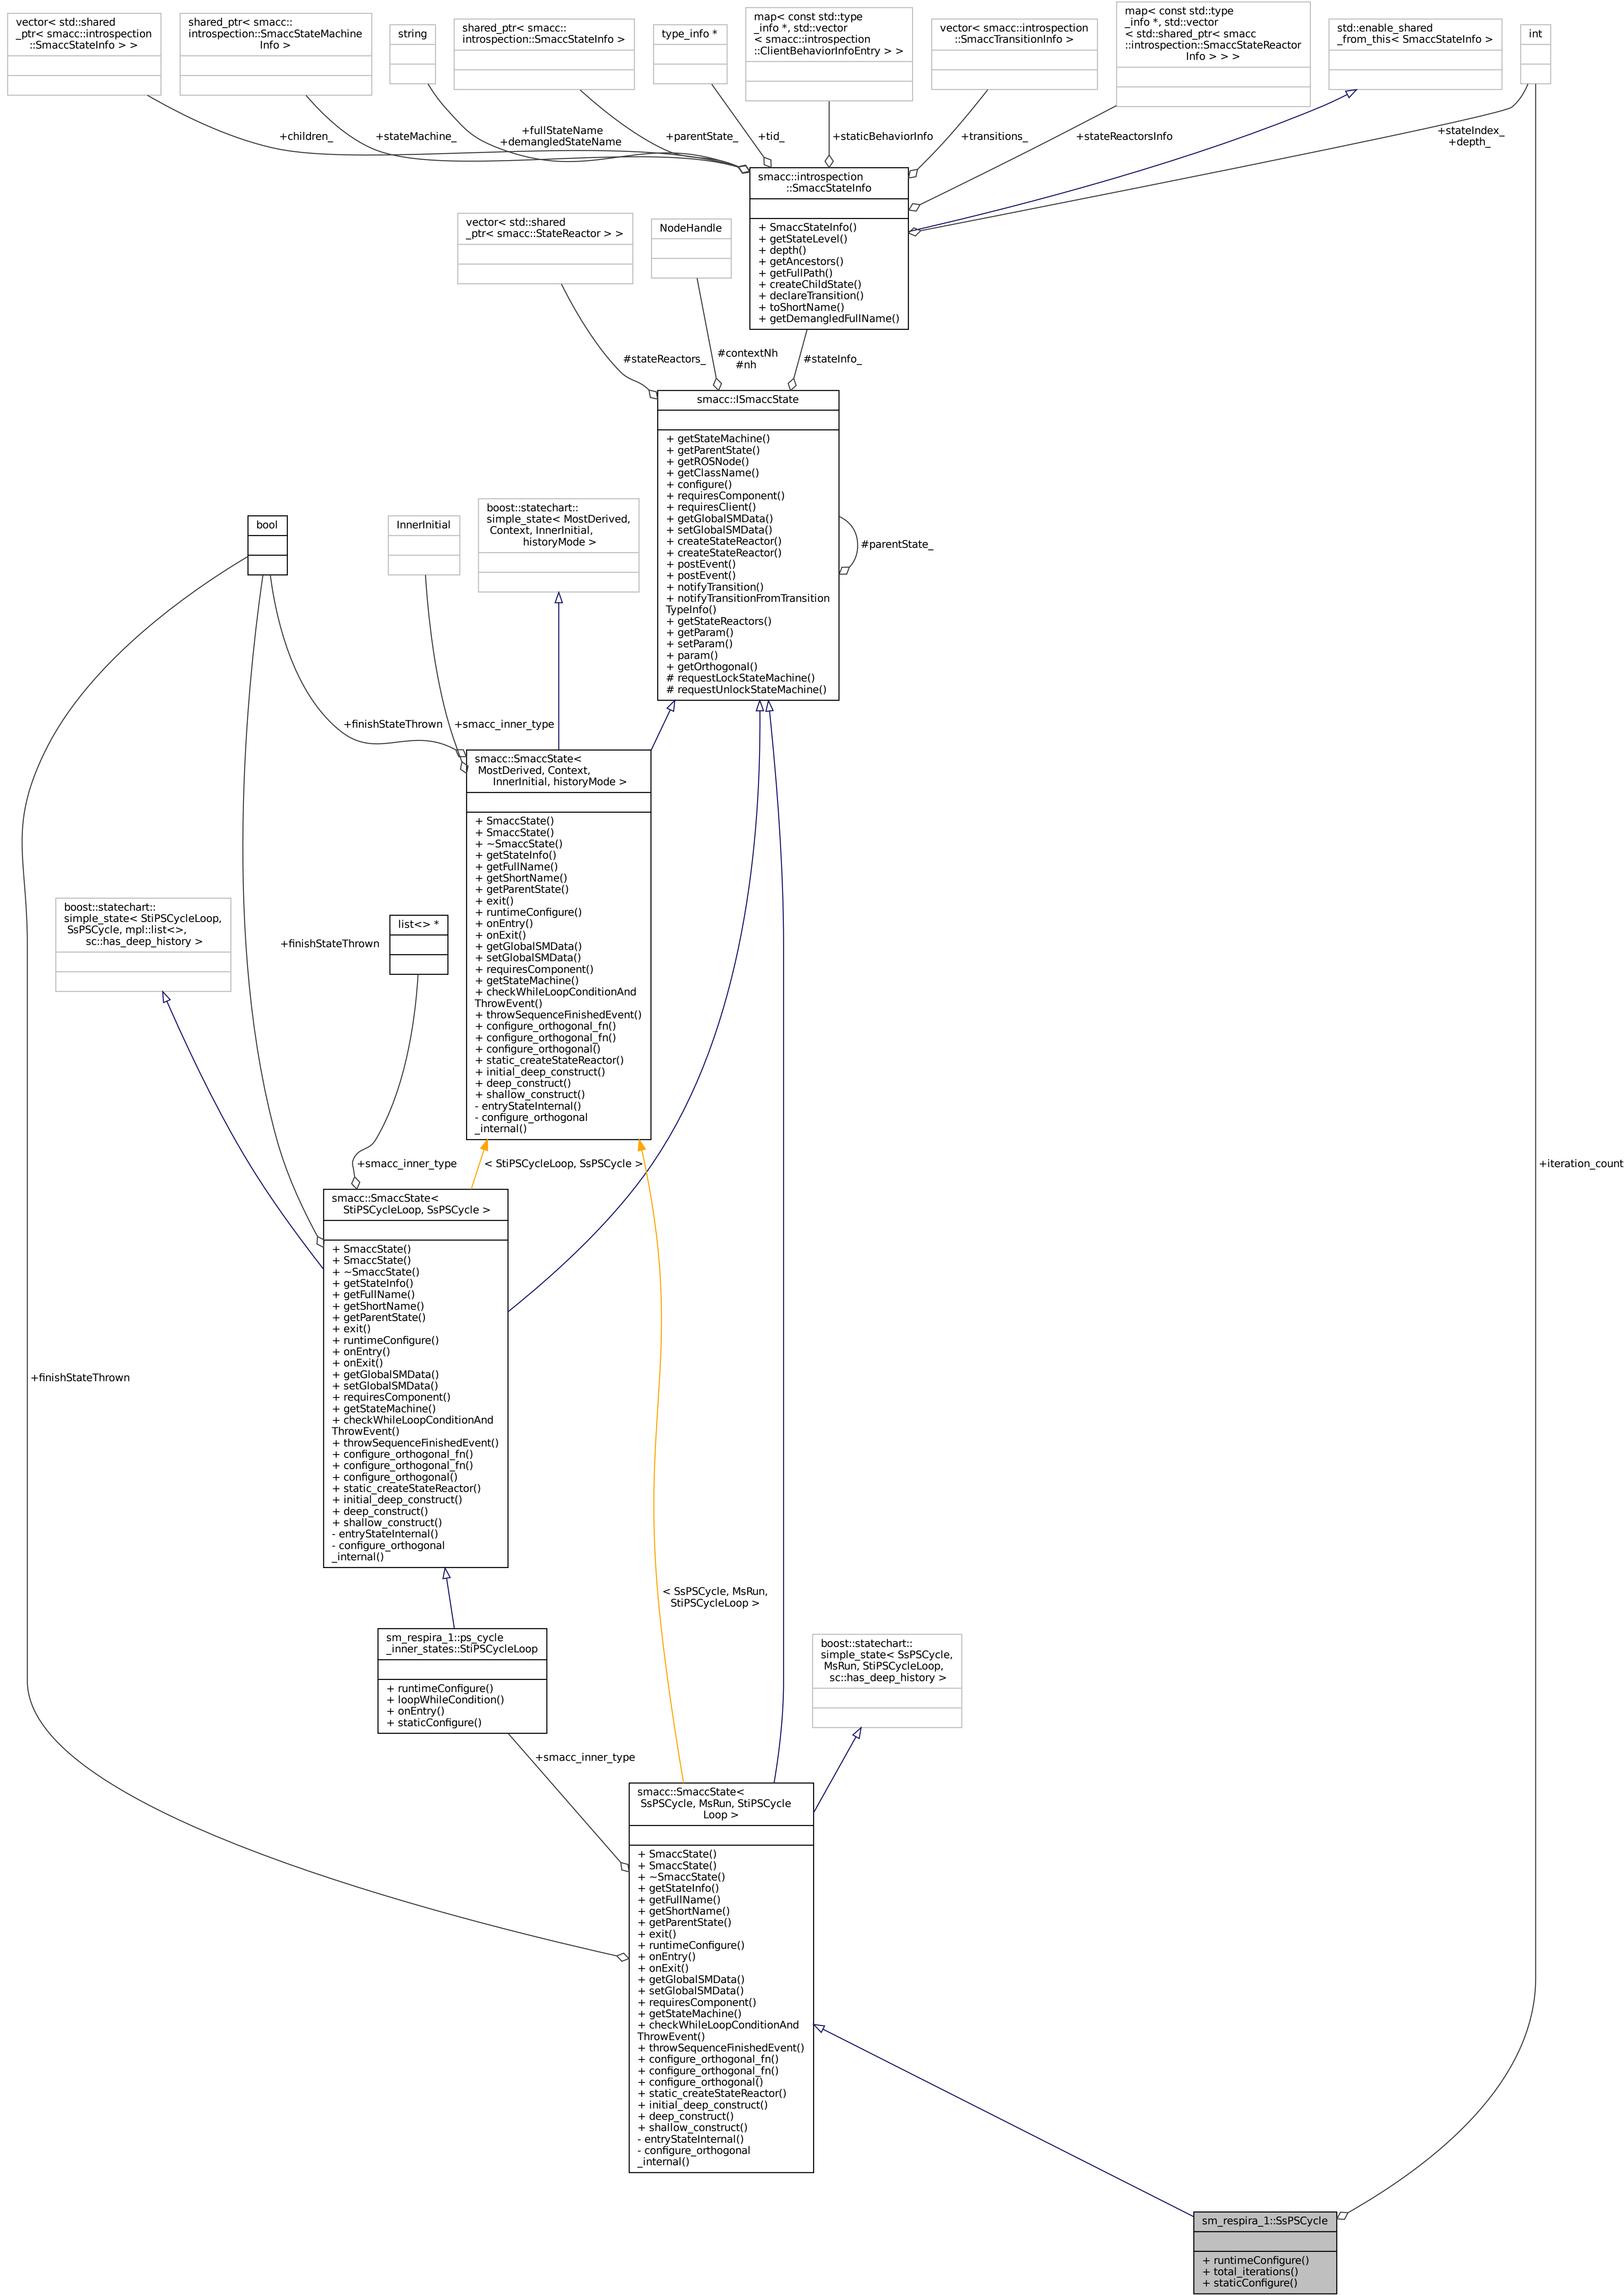 vector< std::shared
_ptr< smacc::introspection
::SmaccStateInfo > >
shared_ptr< smacc::
introspection::SmaccStateMachine
Info >
string
shared_ptr< smacc::
introspection::SmaccStateInfo >
type_info *
map< const std::type
_info *, std::vector
< smacc::introspection
::ClientBehaviorInfoEntry > >
vector< smacc::introspection
::SmaccTransitionInfo >
map< const std::type
_info *, std::vector
< std::shared_ptr< smacc
::introspection::SmaccStateReactor
Info > > >
std::enable_shared
_from_this< SmaccStateInfo >
int
+children_
+stateMachine_
+fullStateName
+demangledStateName
+parentState_
+tid_
+staticBehaviorInfo
+transitions_
+stateReactorsInfo
+stateIndex_
+depth_
smacc::introspection
::SmaccStateInfo
+ SmaccStateInfo()
+ getStateLevel()
+ depth()
+ getAncestors()
+ getFullPath()
+ createChildState()
+ declareTransition()
+ toShortName()
+ getDemangledFullName()
vector< std::shared
_ptr< smacc::StateReactor > >
NodeHandle
#stateReactors_
#contextNh
#nh
#stateInfo_
smacc::ISmaccState
+ getStateMachine()
+ getParentState()
+ getROSNode()
+ getClassName()
+ configure()
+ requiresComponent()
+ requiresClient()
+ getGlobalSMData()
+ setGlobalSMData()
+ createStateReactor()
+ createStateReactor()
+ postEvent()
+ postEvent()
+ notifyTransition()
+ notifyTransitionFromTransition
TypeInfo()
+ getStateReactors()
+ getParam()
+ setParam()
+ param()
+ getOrthogonal()
# requestLockStateMachine()
# requestUnlockStateMachine()
#parentState_
bool
InnerInitial
boost::statechart::
simple_state< MostDerived,
Context, InnerInitial,
historyMode >
+finishStateThrown
+smacc_inner_type
smacc::SmaccState<
MostDerived, Context,
InnerInitial, historyMode >
+ SmaccState()
+ SmaccState()
+ ~SmaccState()
+ getStateInfo()
+ getFullName()
+ getShortName()
+ getParentState()
+ exit()
+ runtimeConfigure()
+ onEntry()
+ onExit()
+ getGlobalSMData()
+ setGlobalSMData()
+ requiresComponent()
+ getStateMachine()
+ checkWhileLoopConditionAnd
ThrowEvent()
+ throwSequenceFinishedEvent()
+ configure_orthogonal_fn()
+ configure_orthogonal_fn()
+ configure_orthogonal()
+ static_createStateReactor()
+ initial_deep_construct()
+ deep_construct()
+ shallow_construct()
- entryStateInternal()
- configure_orthogonal
_internal()
boost::statechart::
simple_state< StiPSCycleLoop,
SsPSCycle, mpl::list<>,
sc::has_deep_history >
list<> *
+finishStateThrown
+smacc_inner_type
< StiPSCycleLoop, SsPSCycle >
+iteration_count
smacc::SmaccState<
StiPSCycleLoop, SsPSCycle >
+ SmaccState()
+ SmaccState()
+ ~SmaccState()
+ getStateInfo()
+ getFullName()
+ getShortName()
+ getParentState()
+ exit()
+ runtimeConfigure()
+ onEntry()
+ onExit()
+ getGlobalSMData()
+ setGlobalSMData()
+ requiresComponent()
+ getStateMachine()
+ checkWhileLoopConditionAnd
ThrowEvent()
+ throwSequenceFinishedEvent()
+ configure_orthogonal_fn()
+ configure_orthogonal_fn()
+ configure_orthogonal()
+ static_createStateReactor()
+ initial_deep_construct()
+ deep_construct()
+ shallow_construct()
- entryStateInternal()
- configure_orthogonal
_internal()
+finishStateThrown
< SsPSCycle, MsRun,
StiPSCycleLoop >
sm_respira_1::ps_cycle
_inner_states::StiPSCycleLoop
+ runtimeConfigure()
+ loopWhileCondition()
+ onEntry()
+ staticConfigure()
boost::statechart::
simple_state< SsPSCycle,
MsRun, StiPSCycleLoop,
sc::has_deep_history >
+smacc_inner_type
smacc::SmaccState<
SsPSCycle, MsRun, StiPSCycle
Loop >
+ SmaccState()
+ SmaccState()
+ ~SmaccState()
+ getStateInfo()
+ getFullName()
+ getShortName()
+ getParentState()
+ exit()
+ runtimeConfigure()
+ onEntry()
+ onExit()
+ getGlobalSMData()
+ setGlobalSMData()
+ requiresComponent()
+ getStateMachine()
+ checkWhileLoopConditionAnd
ThrowEvent()
+ throwSequenceFinishedEvent()
+ configure_orthogonal_fn()
+ configure_orthogonal_fn()
+ configure_orthogonal()
+ static_createStateReactor()
+ initial_deep_construct()
+ deep_construct()
+ shallow_construct()
- entryStateInternal()
- configure_orthogonal
_internal()
sm_respira_1::SsPSCycle
+ runtimeConfigure()
+ total_iterations()
+ staticConfigure()